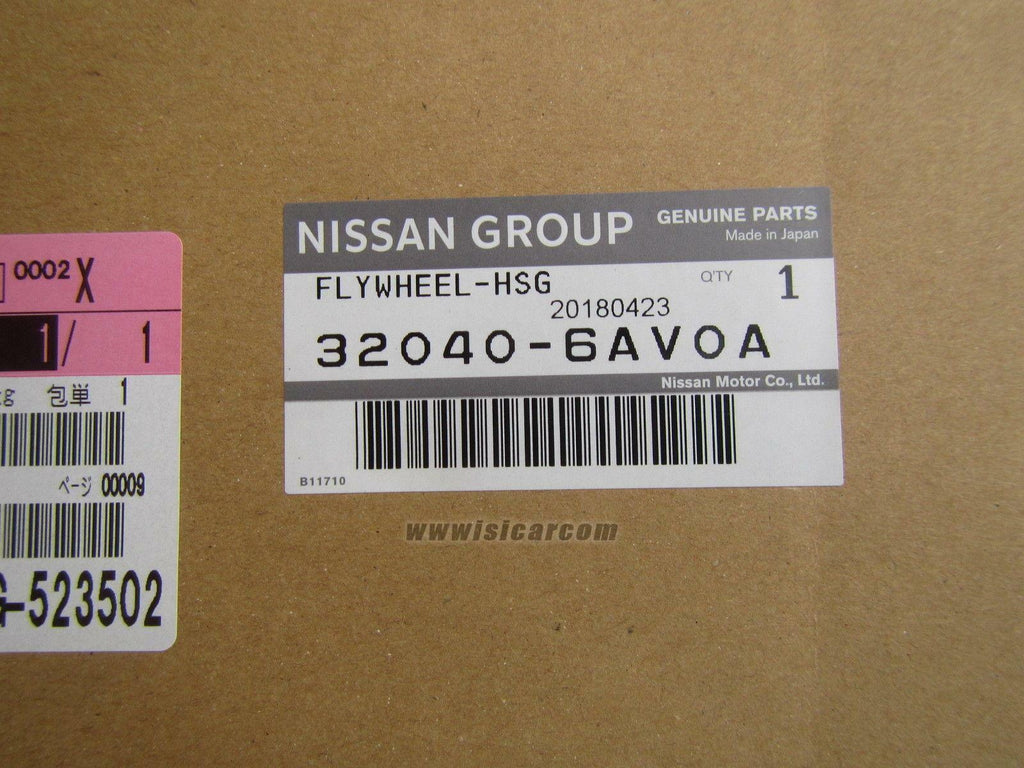 NISSAN GROUP
GENUINE PARTS
Made in Japan
FLYWHEEL-HSG
Q'TY 1
20180423
32040-6AV0A
Nissan Motor Co., Ltd.
B11710
0002 X
1/ 1
包単 1
ページ 00009
-523502
wwwisicarcom